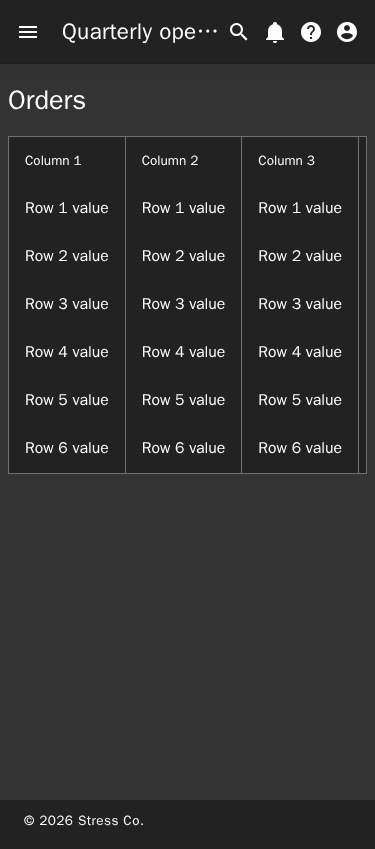 Quarterly ope…
Orders
Column 1 Column 2 Column 3
Row 1 value Row 1 value Row 1 value
Row 2 value Row 2 value Row 2 value
Row 3 value Row 3 value Row 3 value
Row 4 value Row 4 value Row 4 value
Row 5 value Row 5 value Row 5 value
Row 6 value Row 6 value Row 6 value
© 2026 Stress Co.